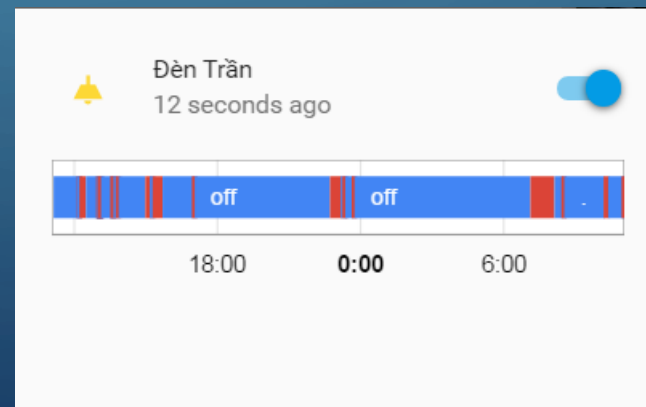 Đèn Trần
12 seconds ago
off off .
18:00 0:00 6:00